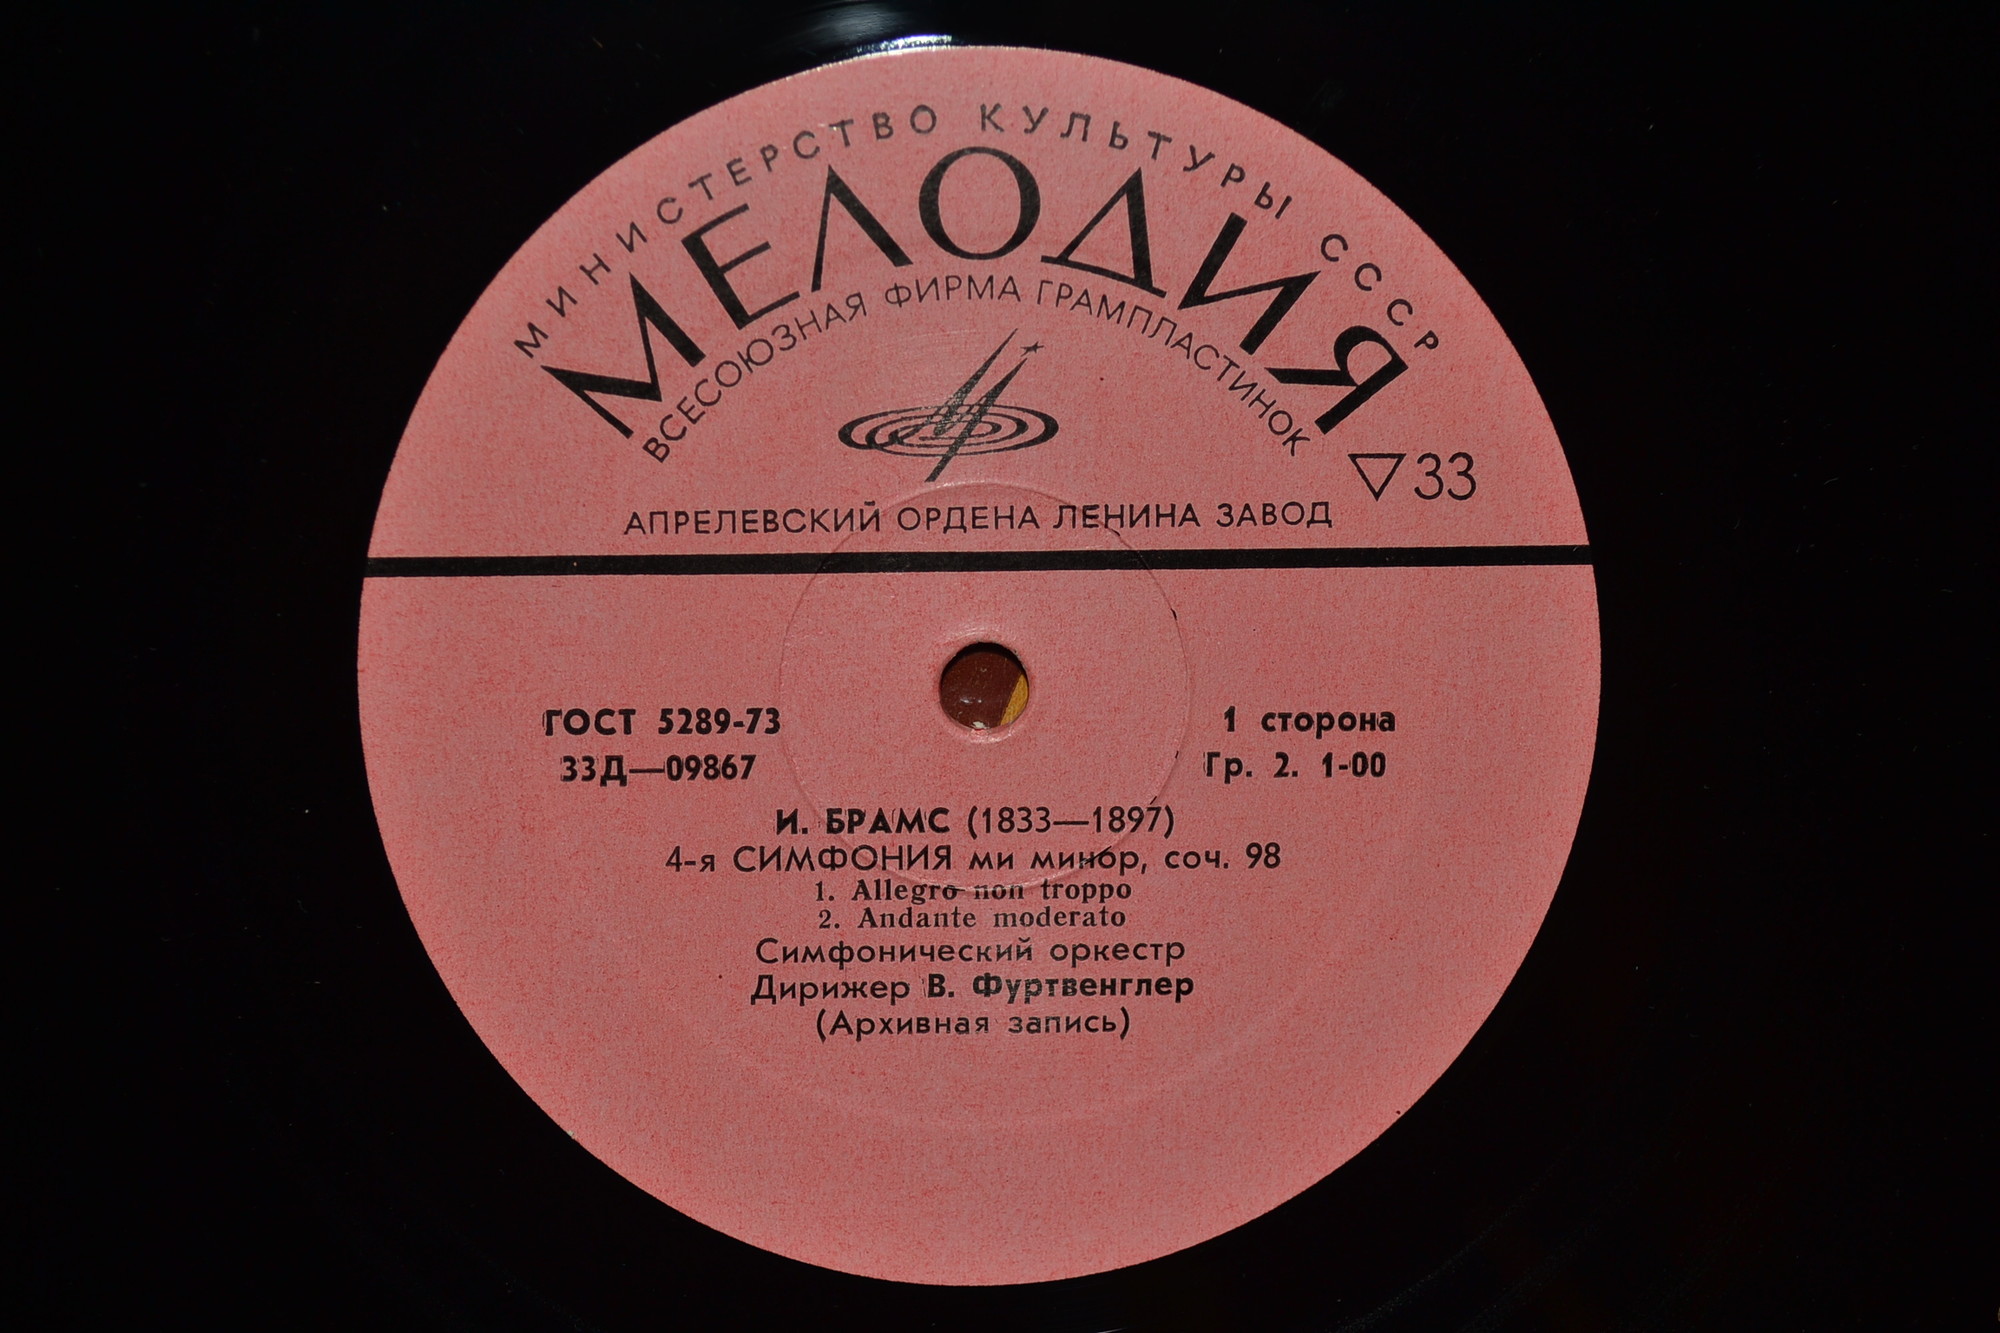 МИНИСТЕРСТВО КУЛЬТУРЫ СССР
МЕЛОДИЯ
ВСЕСОЮЗНАЯ ФИРМА ГРАМПЛАСТИНОК
▽33
АПРЕЛЕВСКИЙ ОРДЕНА ЛЕНИНА ЗАВОД
ГОСТ 5289-73
33Д—09867
1 сторона
Гр. 2. 1-00
И. БРАМС (1833—1897)
4-я СИМФОНИЯ ми минор, соч. 98
1. Allegro non troppo
2. Andante moderato
Симфонический оркестр
Дирижер В. Фуртвенглер
(Архивная запись)